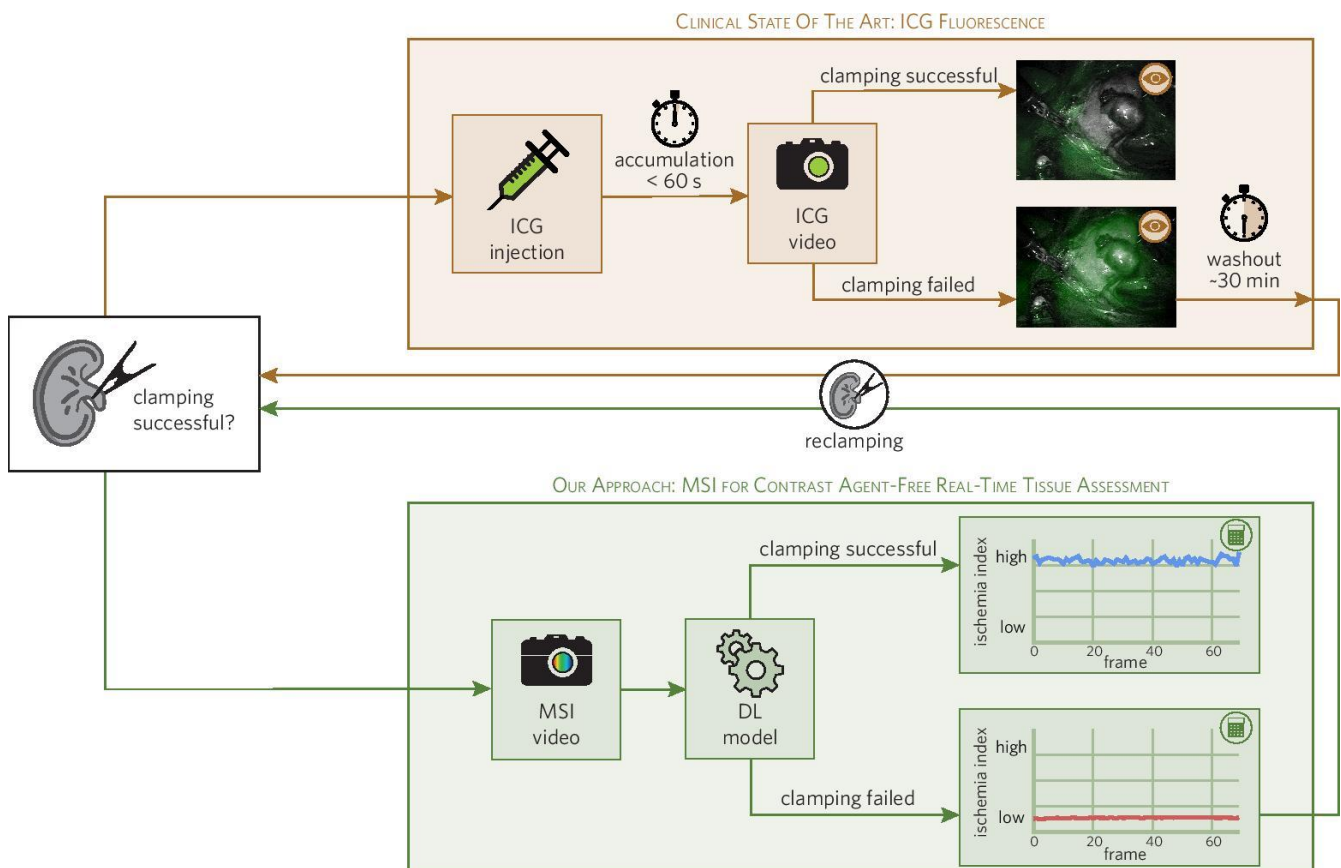 CLINICAL STATE OF THE ART: ICG FLUORESCENCE
clamping successful
accumulation
< 60 s
ICG
injection
ICG
video
clamping failed
washout
~30 min
clamping
successful?
reclamping
OUR APPROACH: MSI FOR CONTRAST AGENT-FREE REAL-TIME TISSUE ASSESSMENT
clamping successful
ischemia index
high
low
0 20 40 60
frame
MSI
video
DL
model
clamping failed
ischemia index
high
low
0 20 40 60
frame